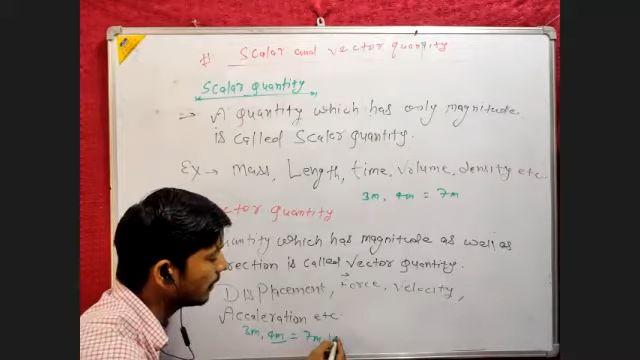 1) Scalar and vector quantity
Scalar quantity
⇒ A quantity which has only magnitude
is called Scalar quantity.
Ex → Mass, Length, time, volume, density etc.
3m, 4m = 7m
ctor quantity
uantity which has magnitude as well as
rection is called Vector quantity.
Displacement, Force, velocity,
Acceleration etc.
3m, 4m = 7m